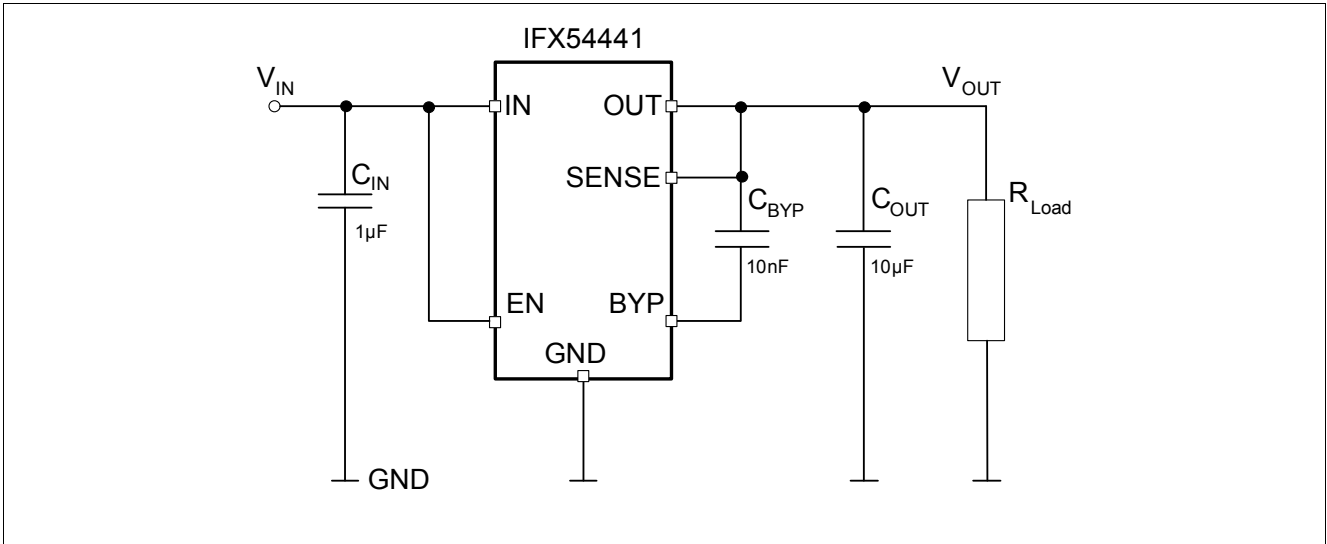 IFX54441
VIN
VOUT
IN
OUT
CIN
1µF
SENSE
CBYP
10nF
COUT
10µF
RLoad
EN
BYP
GND
GND